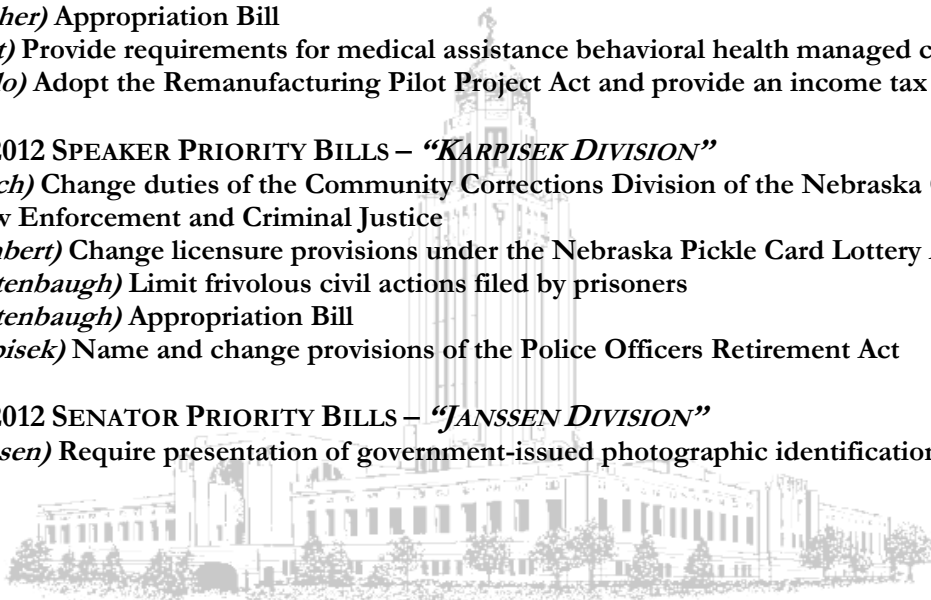 her) Appropriation Bill
t) Provide requirements for medical assistance behavioral health managed c
lo) Adopt the Remanufacturing Pilot Project Act and provide an income tax
2012 SPEAKER PRIORITY BILLS – “KARPISEK DIVISION”
ch) Change duties of the Community Corrections Division of the Nebraska
w Enforcement and Criminal Justice
bert) Change licensure provisions under the Nebraska Pickle Card Lottery
tenbaugh) Limit frivolous civil actions filed by prisoners
tenbaugh) Appropriation Bill
pisek) Name and change provisions of the Police Officers Retirement Act
2012 SENATOR PRIORITY BILLS – “JANSSEN DIVISION”
sen) Require presentation of government-issued photographic identification